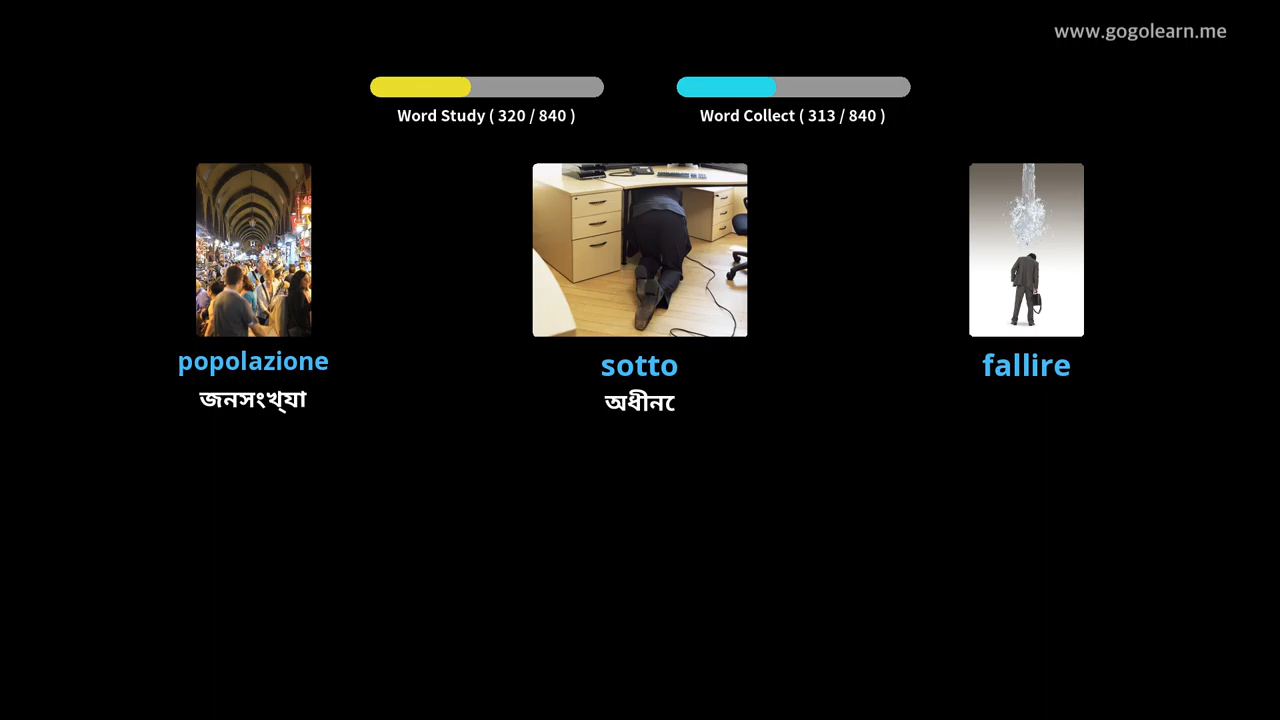 www.gogolearn.me
Word Study ( 320 / 840 )
Word Collect ( 313 / 840 )
popolazione
জনসংখ্যা
sotto
অধীনে
fallire